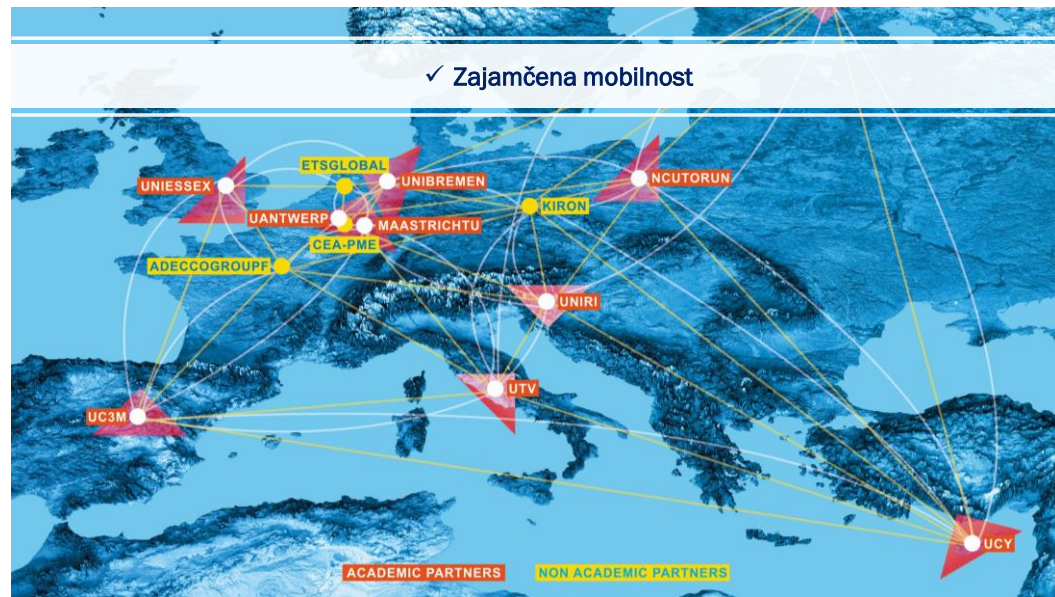 ✓ Zajamčena mobilnost
ETSGLOBAL
UNIESSEX
UNIBREMEN
NCUTORUN
KIRON
UANTWERP
MAASTRICHTU
CEA-PME
ADECCOGROUPF
UNIRI
UTV
UC3M
UCY
ACADEMIC PARTNERS
NON ACADEMIC PARTNERS